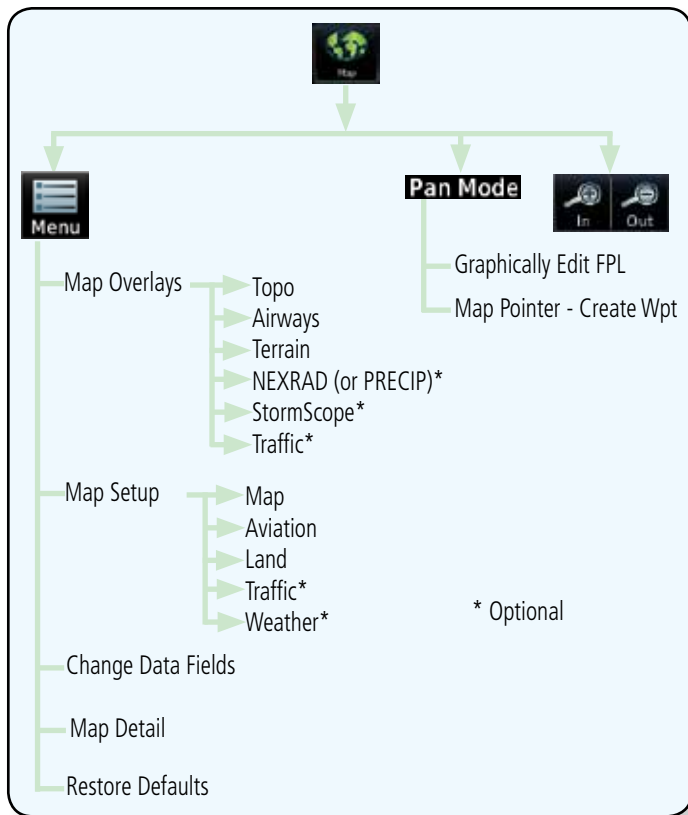 Map
Menu
Pan Mode
In
Out
Graphically Edit FPL
Map Pointer - Create Wpt
Map Overlays
Topo
Airways
Terrain
NEXRAD (or PRECIP)*
StormScope*
Traffic*
Map Setup
Map
Aviation
Land
Traffic*
Weather*
* Optional
Change Data Fields
Map Detail
Restore Defaults